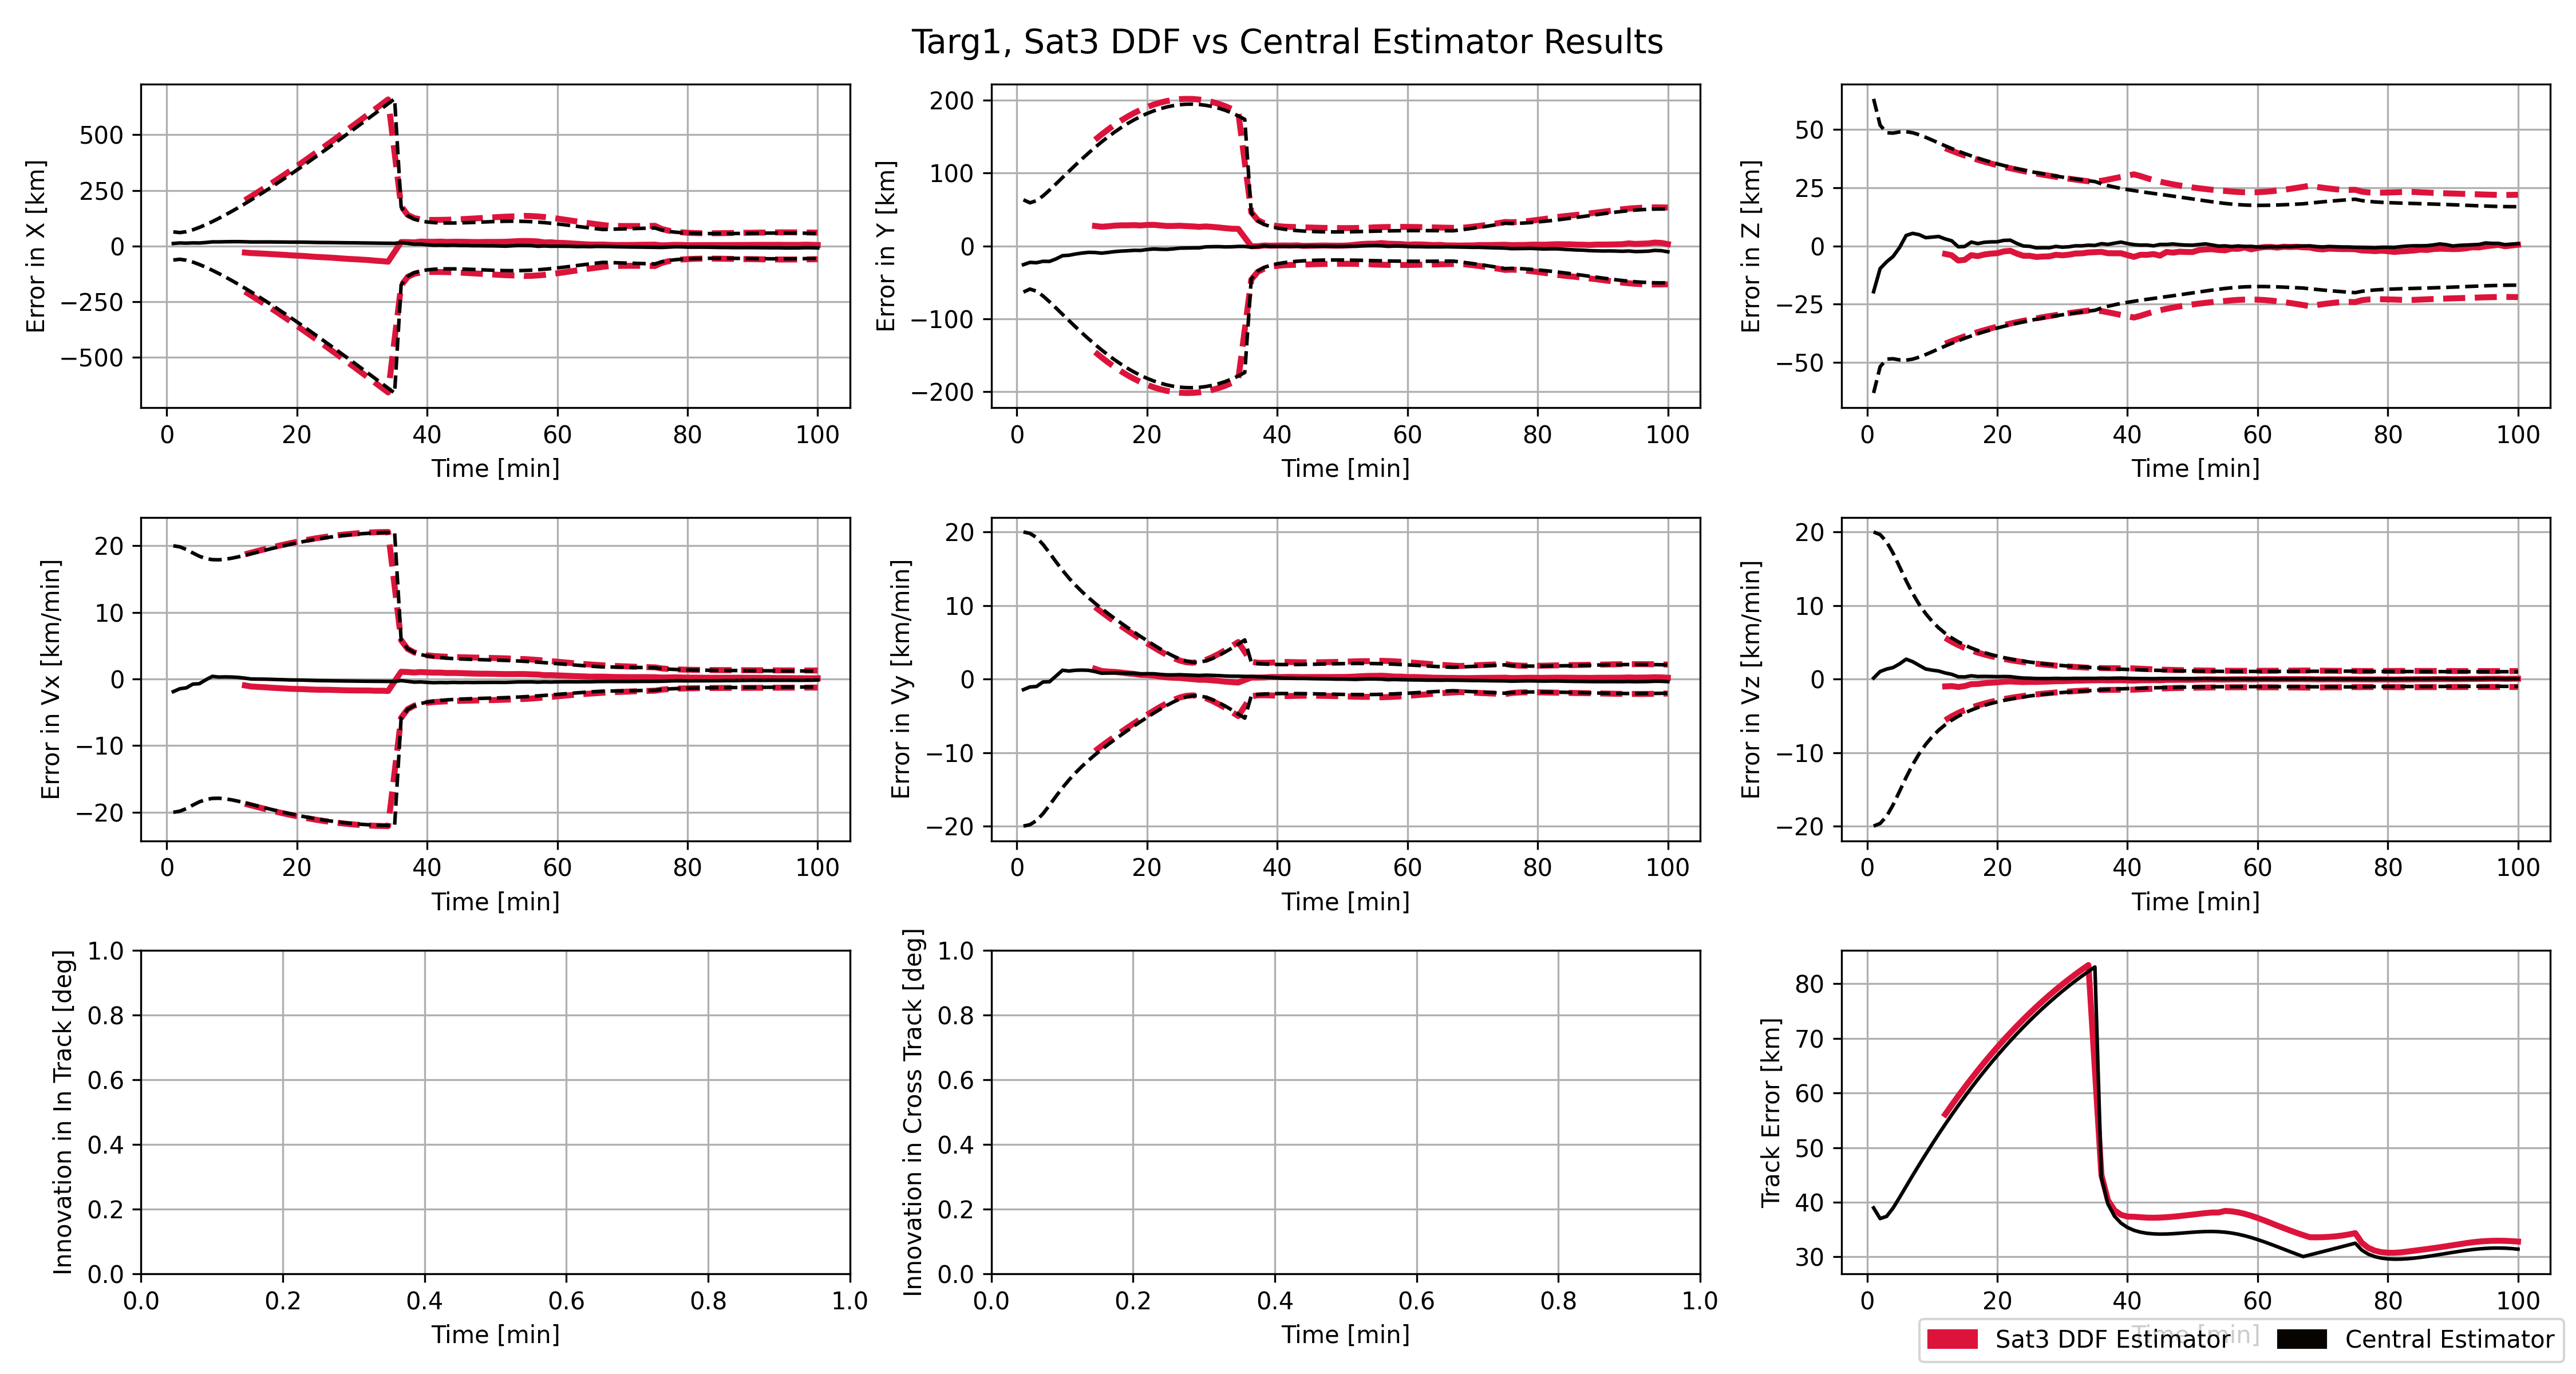 Targ1, Sat3 DDF vs Central Estimator Results
Error in X [km]
500
250
0
−250
−500
0 20 40 60 80 100
Time [min]
Error in Y [km]
200
100
0
−100
−200
0 20 40 60 80 100
Time [min]
Error in Z [km]
50
25
0
−25
−50
0 20 40 60 80 100
Time [min]
Error in Vx [km/min]
20
10
0
−10
−20
0 20 40 60 80 100
Time [min]
Error in Vy [km/min]
20
10
0
−10
−20
0 20 40 60 80 100
Time [min]
Error in Vz [km/min]
20
10
0
−10
−20
0 20 40 60 80 100
Time [min]
Innovation in In Track [deg]
1.0
0.8
0.6
0.4
0.2
0.0
0.0 0.2 0.4 0.6 0.8 1.0
Time [min]
Innovation in Cross Track [deg]
1.0
0.8
0.6
0.4
0.2
0.0
0.0 0.2 0.4 0.6 0.8 1.0
Time [min]
Track Error [km]
80
70
60
50
40
30
0 20 40 60 80 100
Time [min]
Sat3 DDF Estimator
Central Estimator